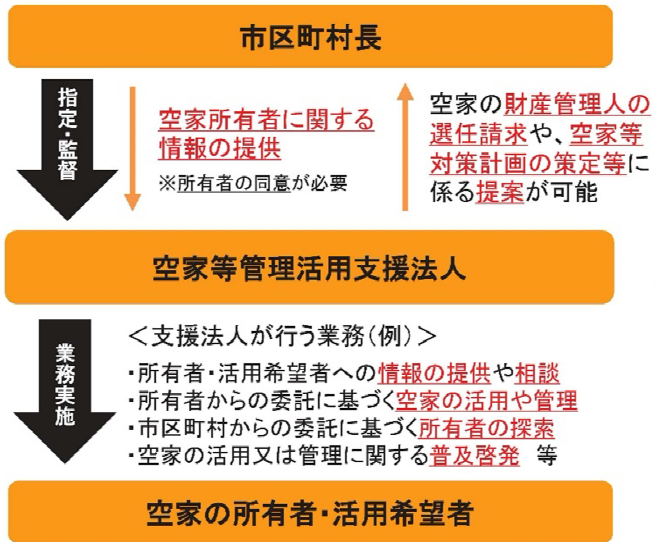 市区町村長
指定・監督
空家所有者に関する
情報の提供
※所有者の同意が必要
空家の財産管理人の
選任請求や、空家等
対策計画の策定等に
係る提案が可能
空家等管理活用支援法人
業務実施
＜支援法人が行う業務（例）＞
・所有者・活用希望者への情報の提供や相談
・所有者からの委託に基づく空家の活用や管理
・市区町村からの委託に基づく所有者の探索
・空家の活用又は管理に関する普及啓発　等
空家の所有者・活用希望者